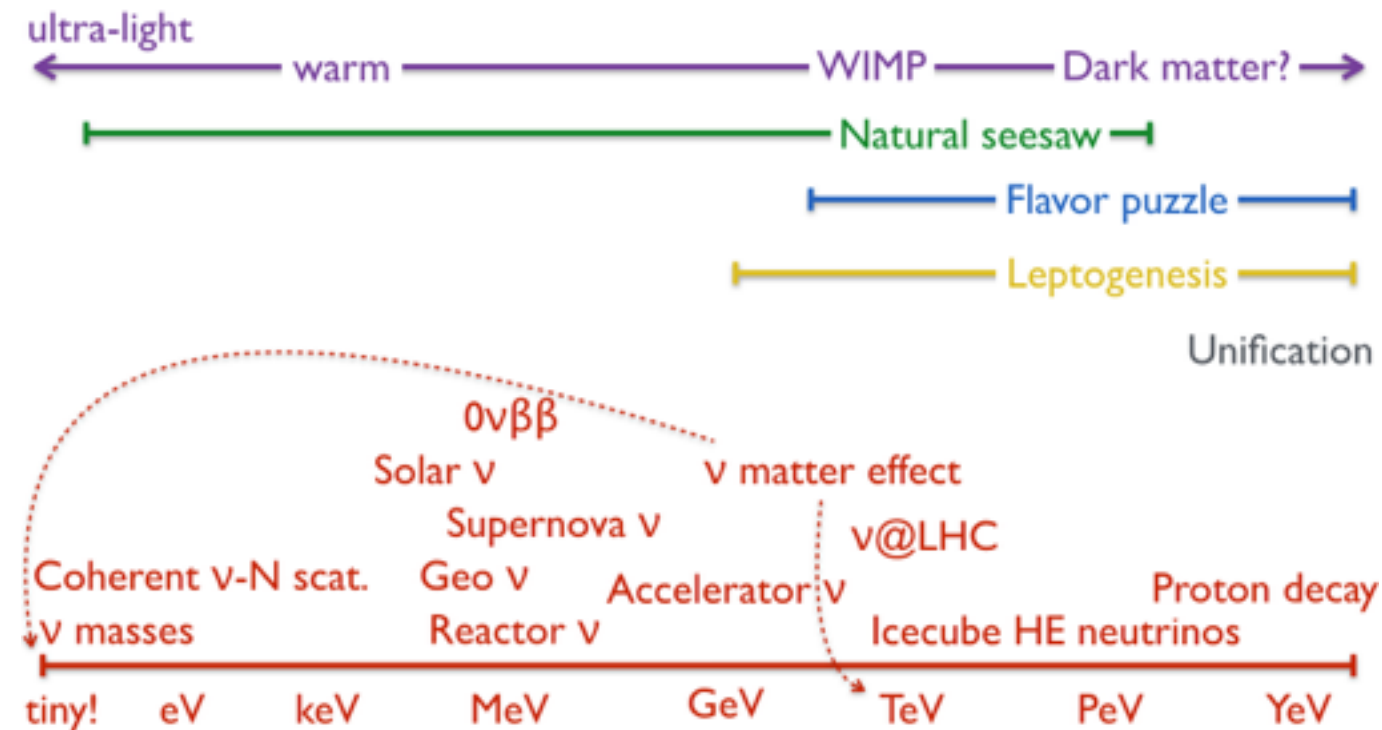 ultra-light
warm WIMP Dark matter?
Natural seesaw
Flavor puzzle
Leptogenesis
Unification
0νββ
Solar ν ν matter effect
Supernova ν ν@LHC
Coherent ν-N scat. Geo ν Accelerator ν Proton decay
ν masses Reactor ν Icecube HE neutrinos
tiny! eV keV MeV GeV TeV PeV YeV